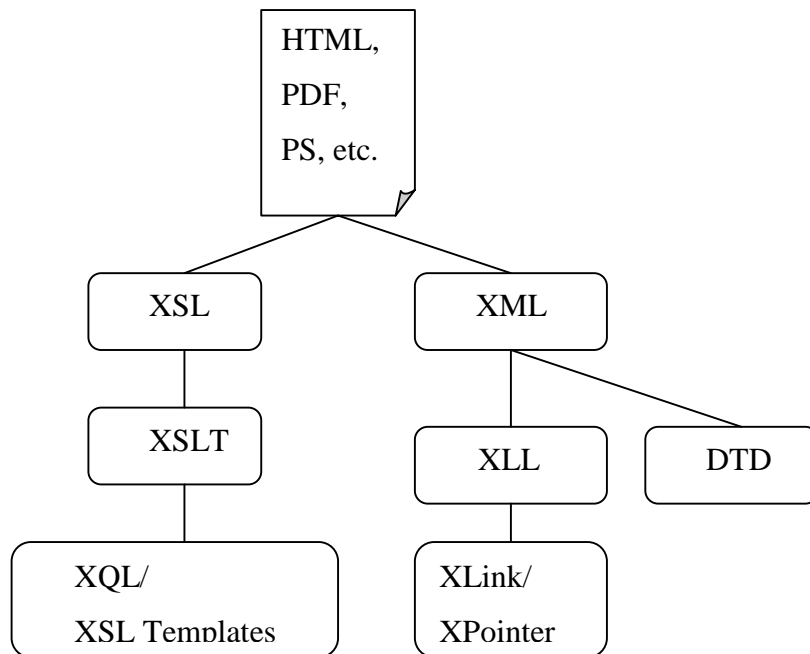 HTML,
PDF,
PS, etc.
XSL
XML
XSLT
XLL
DTD
XQL/
XSL Templates
XLink/
XPointer